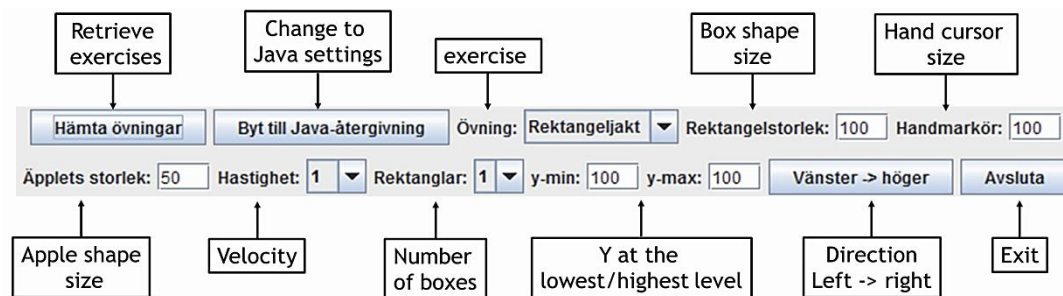 Retrieve
exercises
Change to
Java settings
exercise
Box shape
size
Hand cursor
size
Hämta övningar
Byt till Java-återgivning
Övning: Rektangeljakt
Rektangelstorlek: 100
Handmarkör: 100
Äpplets storlek: 50
Hastighet: 1
Rektanglar: 1
y-min: 100
y-max: 100
Vänster -> höger
Avsluta
Apple shape
size
Velocity
Number
of boxes
Y at the
lowest/highest level
Direction
Left -> right
Exit